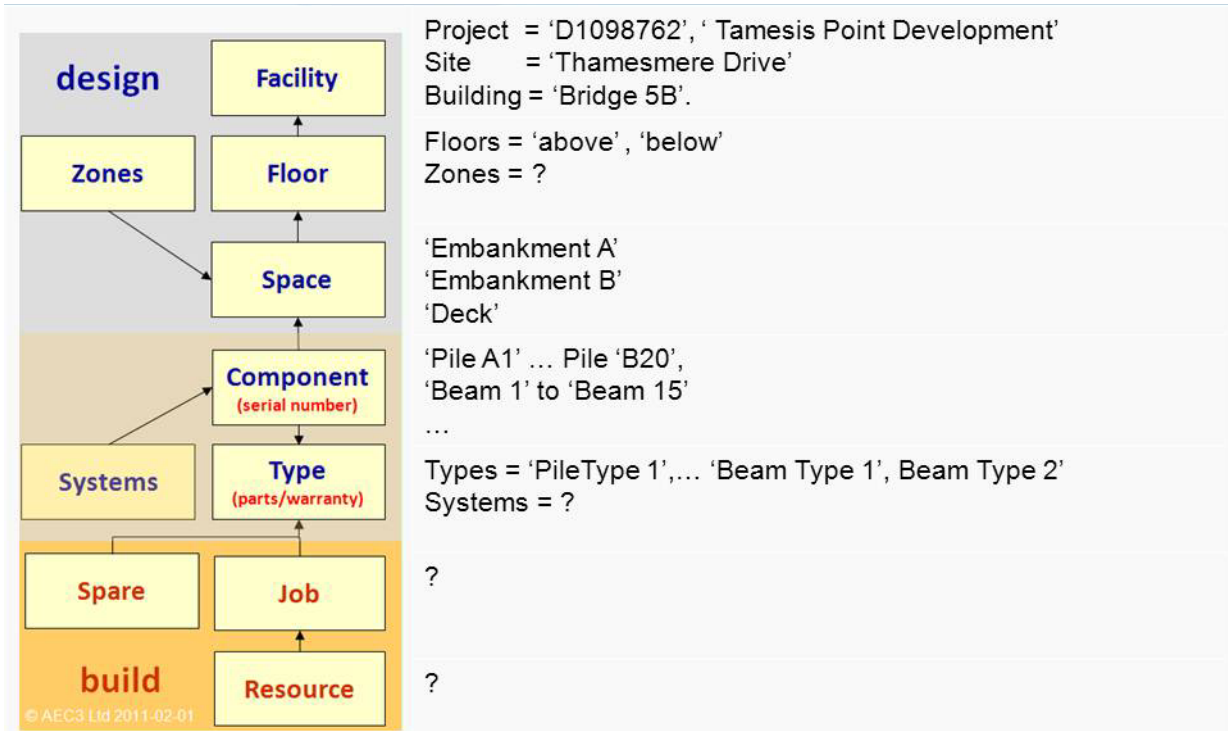 design
Facility
Zones
Floor
Space
Component
(serial number)
Systems
Type
(parts/warranty)
Spare
Job
build
Resource
© AEC3 Ltd 2011-02-01
Project = ‘D1098762’, ‘ Tamesis Point Development’
Site = ‘Thamesmere Drive’
Building = ‘Bridge 5B’.
Floors = ‘above’ , ‘below’
Zones = ?
‘Embankment A’
‘Embankment B’
‘Deck’
‘Pile A1’ … Pile ‘B20’,
‘Beam 1’ to ‘Beam 15’
…
Types = ‘PileType 1’,… ‘Beam Type 1’, Beam Type 2’
Systems = ?
?
?